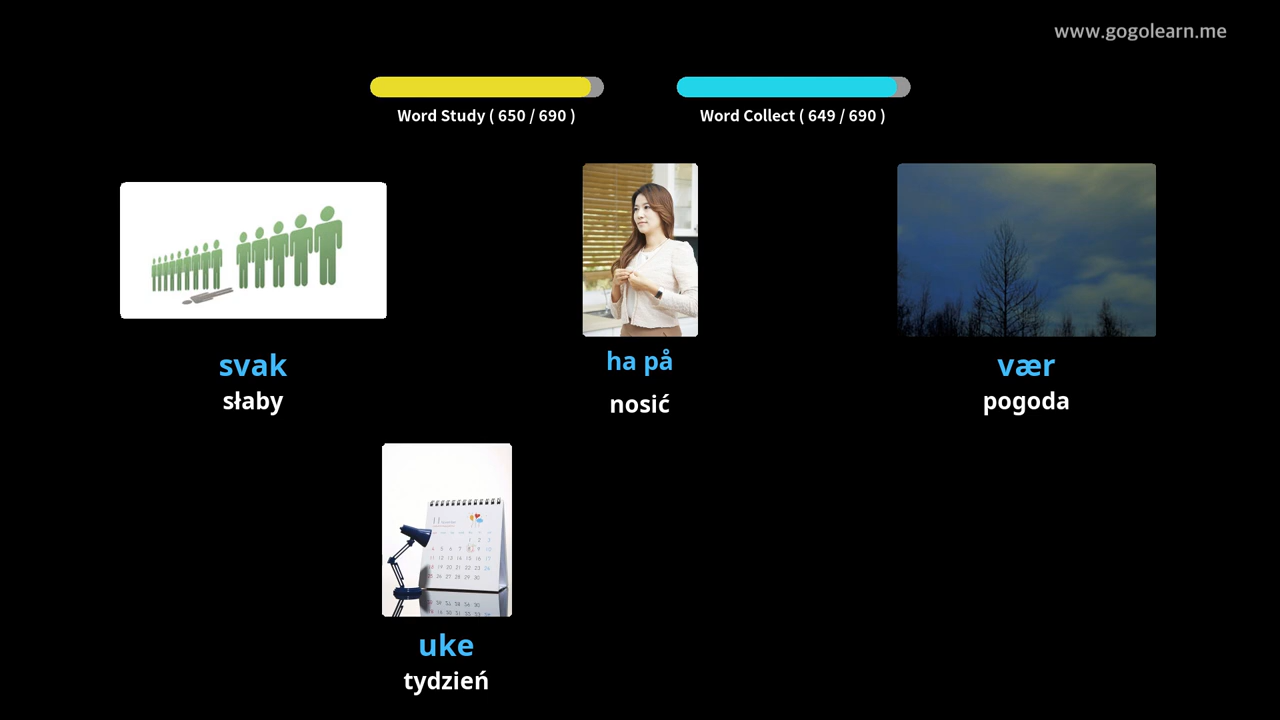 www.gogolearn.me
Word Study ( 650 / 690 )
Word Collect ( 649 / 690 )
svak
słaby
ha på
nosić
vær
pogoda
uke
tydzień